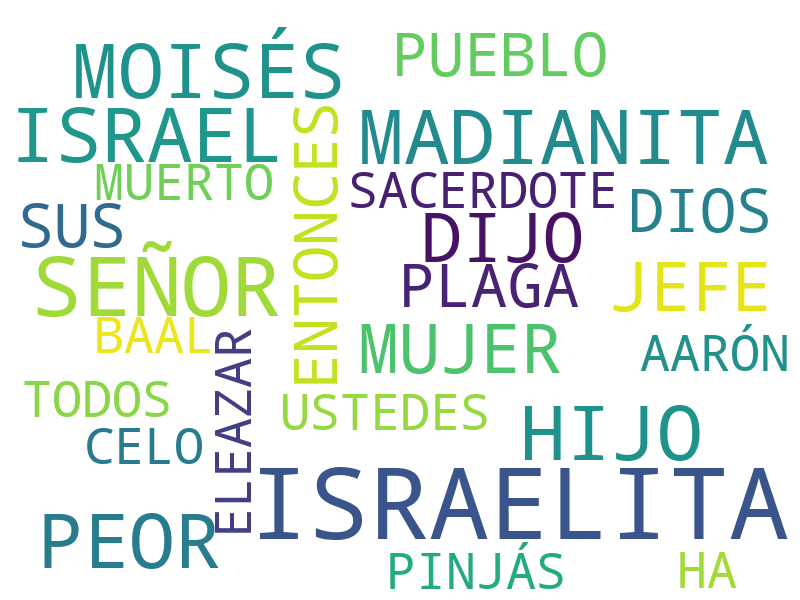 MOISÉS
PUEBLO
ISRAEL
ENTONCES
MADIANITA
MUERTO
SACERDOTE
SUS
DIJO
DIOS
SEÑOR
PLAGA
JEFE
BAAL
ELEAZAR
MUJER
AARÓN
TODOS
USTEDES
CELO
HIJO
ISRAELITA
PEOR
PINJÁS
HA